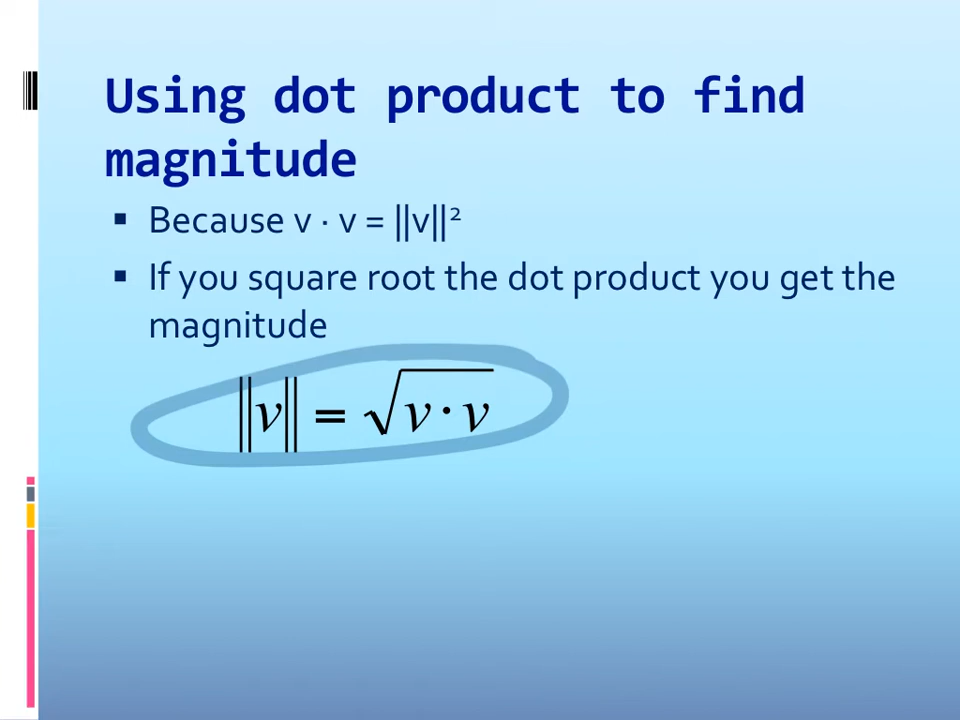 Using dot product to find
magnitude
▪ Because v · v = ||v||²
▪ If you square root the dot product you get the
magnitude
‖v‖ = √v · v